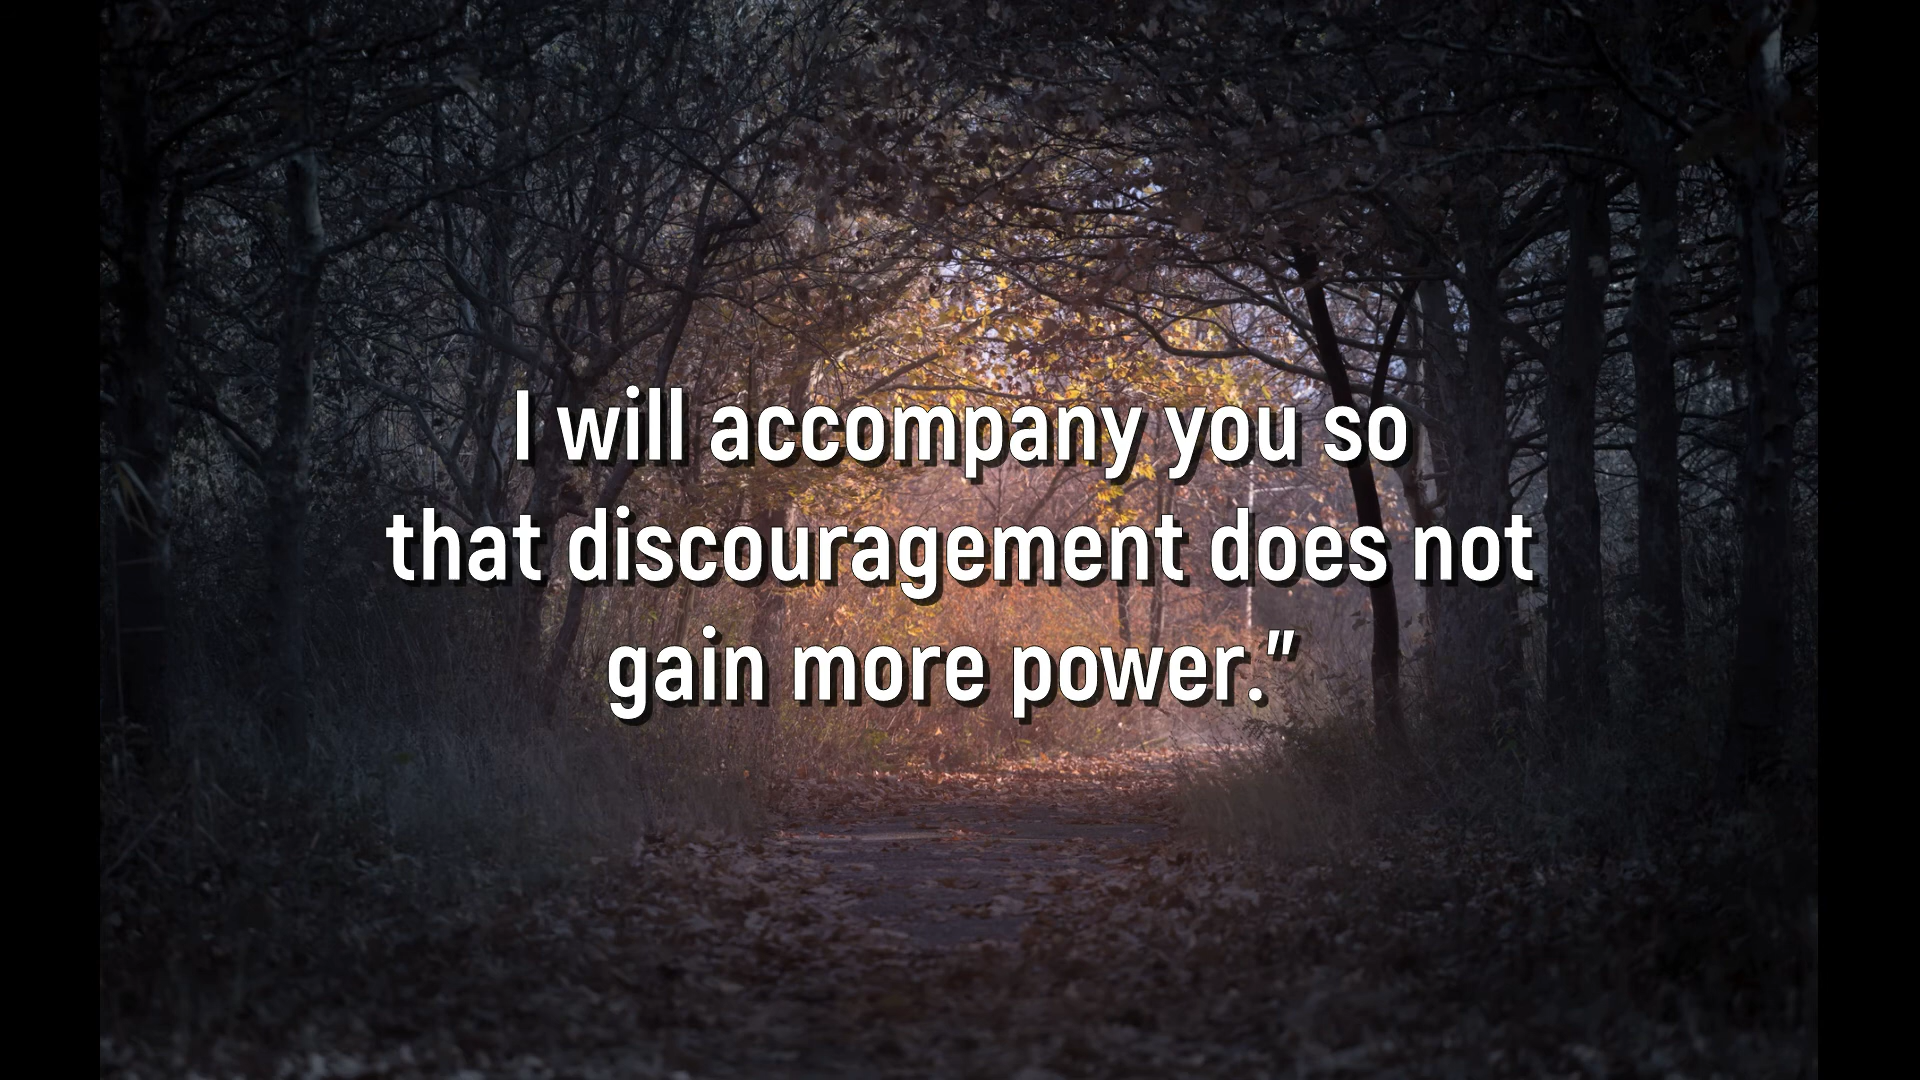 I will accompany you so
that discouragement does not
gain more power.”